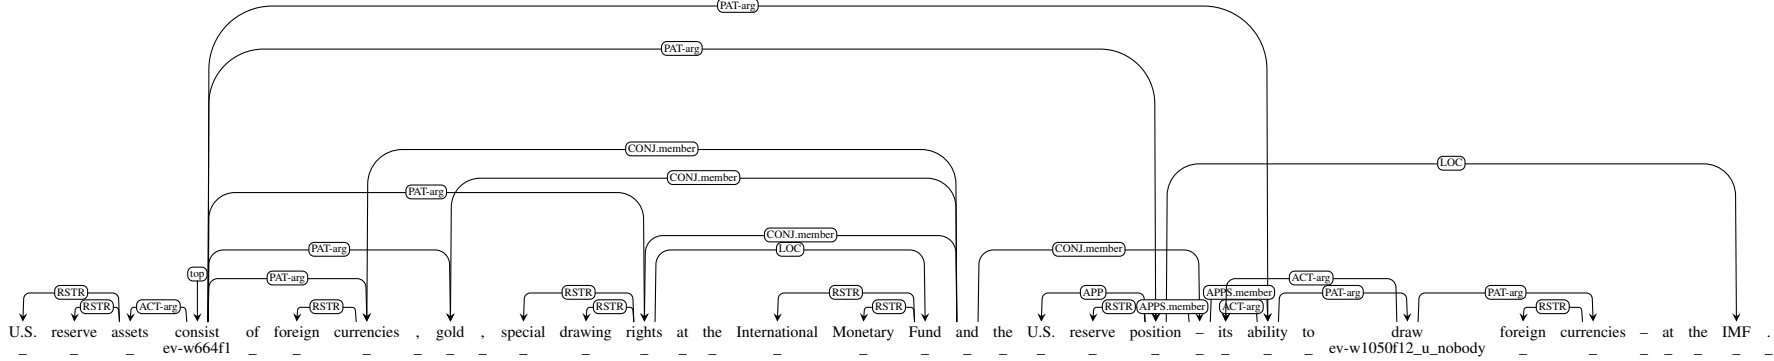 PAT-arg
PAT-arg
CONJ.member
LOC
CONJ.member
PAT-arg
CONJ.member
PAT-arg LOC CONJ.member
top PAT-arg ACT-arg
RSTR RSTR RSTR APP APPS.member PAT-arg PAT-arg
RSTR ACT-arg RSTR RSTR RSTR RSTR APPS.member ACT-arg RSTR
U.S. reserve assets consist of foreign currencies , gold , special drawing rights at the International Monetary Fund and the U.S. reserve position – its ability to draw foreign currencies – at the IMF .
_ _ _ ev-w664f1 _ _ _ _ _ _ _ _ _ _ _ _ _ _ _ _ _ _ _ _ _ _ _ ev-w1050f12_u_nobody _ _ _ _ _ _ _